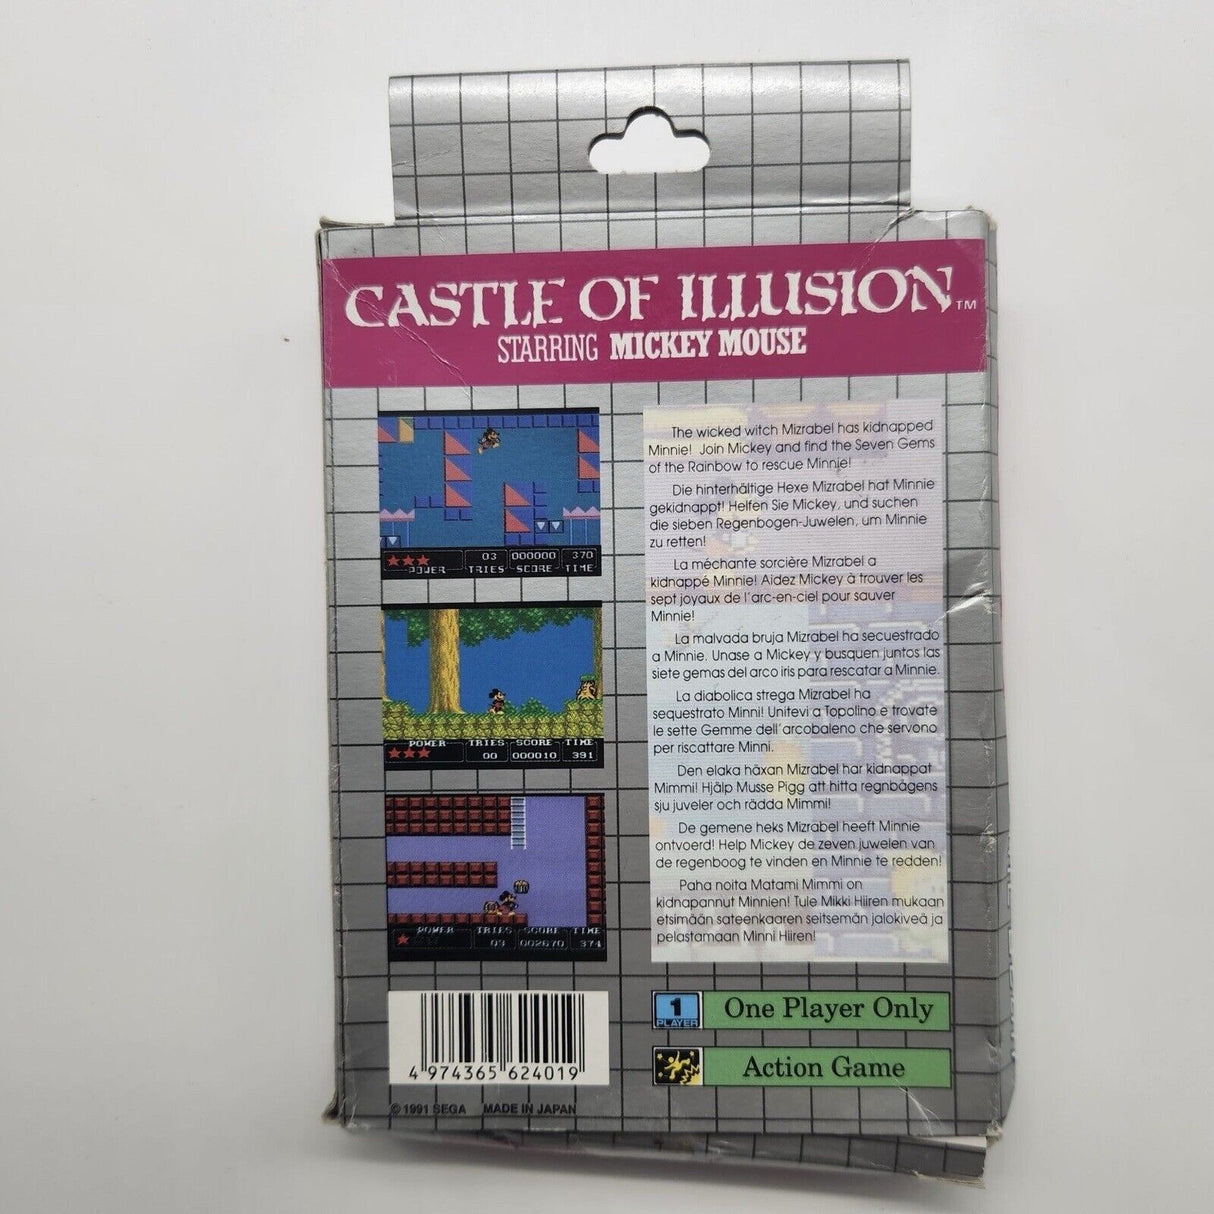 CASTLE OF ILLUSION™
STARRING MICKEY MOUSE
POWER 03 000000 370
TRIES SCORE TIME
POWER TRIES SCORE TIME
00 000010 391
POWER TRIES SCORE TIME
03 002670 374
The wicked witch Mizrabel has kidnapped
Minnie! Join Mickey and find the Seven Gems
of the Rainbow to rescue Minnie!
Die hinterhältige Hexe Mizrabel hat Minnie
gekidnappt! Helfen Sie Mickey, und suchen
die sieben Regenbogen-Juwelen, um Minnie
zu retten!
La méchante sorcière Mizrabel a
kidnappé Minnie! Aidez Mickey à trouver les
sept joyaux de l'arc-en-ciel pour sauver
Minnie!
La malvada bruja Mizrabel ha secuestrado
a Minnie. Unase a Mickey y busquen juntos las
siete gemas del arco iris para rescatar a Minnie.
La diabolica strega Mizrabel ha
sequestrato Minni! Unitevi a Topolino e trovate
le sette Gemme dell'arcobaleno che servono
per riscattare Minni.
Den elaka häxan Mizrabel har kidnappat
Mimmi! Hjälp Musse Pigg att hitta regnbågens
sju juveler och rädda Mimmi!
De gemene heks Mizrabel heeft Minnie
ontvoerd! Help Mickey de zeven juwelen van
de regenboog te vinden en Minnie te redden!
Paha noita Matami Mimmi on
kidnapannut Minnien! Tule Mikki Hiiren mukaan
etsimään sateenkaaren seitsemän jalokiveä ja
pelastamaan Minni Hiiren!
1 PLAYER One Player Only
Action Game
4 974365 624019
© 1991 SEGA MADE IN JAPAN